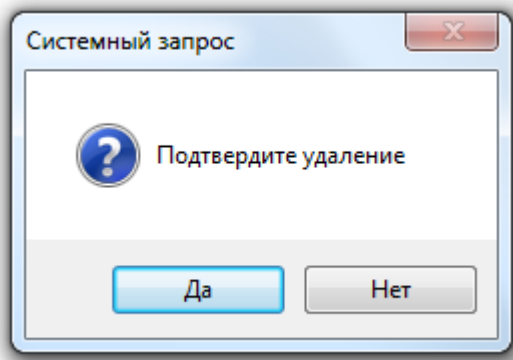 Системный запрос
Подтвердите удаление
Да
Нет